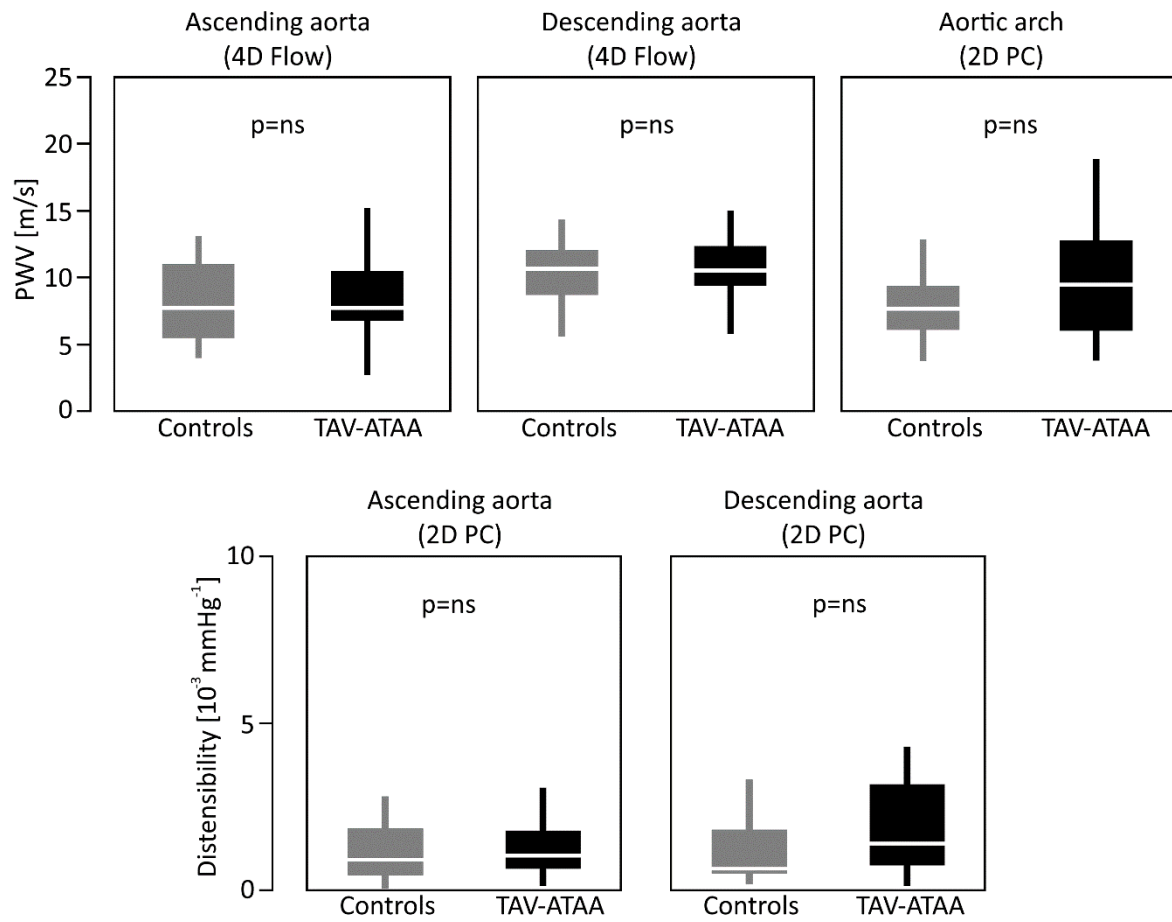 Ascending aorta
(4D Flow)
Descending aorta
(4D Flow)
Aortic arch
(2D PC)
PWV [m/s]
25
20
15
10
5
0
p=ns
p=ns
p=ns
Controls
TAV-ATAA
Controls
TAV-ATAA
Controls
TAV-ATAA
Ascending aorta
(2D PC)
Descending aorta
(2D PC)
Distensibility [10⁻³ mmHg⁻¹]
10
5
0
p=ns
p=ns
Controls
TAV-ATAA
Controls
TAV-ATAA